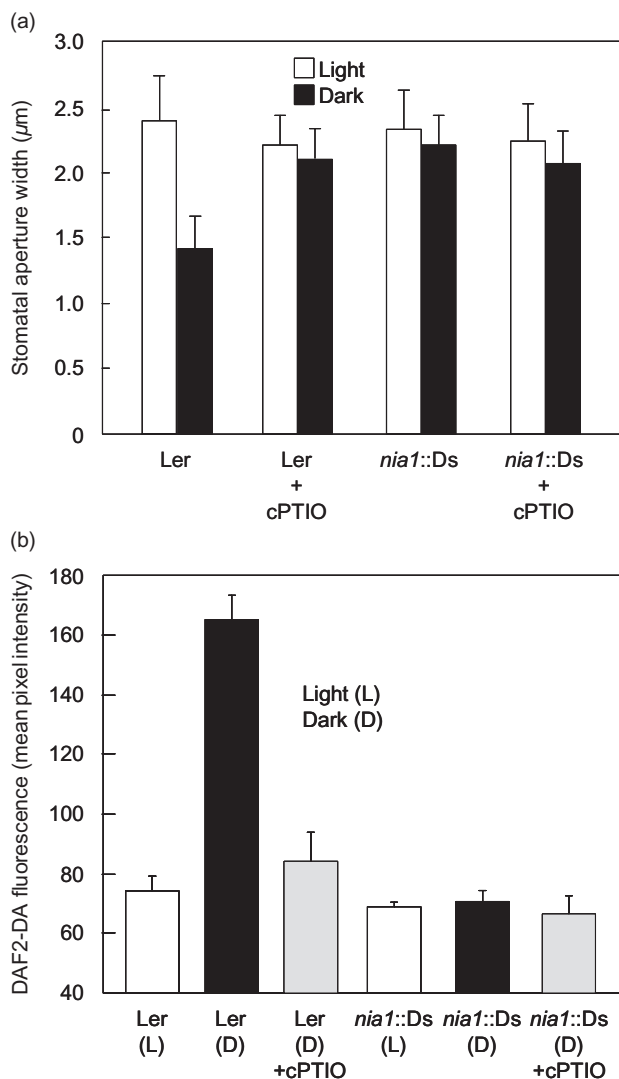 (a)
Stomatal aperture width (µm)
3.0
2.5
2.0
1.5
1.0
0.5
0
Light
Dark
Ler
Ler
+
cPTIO
nia1::Ds
nia1::Ds
+
cPTIO
(b)
DAF2-DA fluorescence (mean pixel intensity)
180
160
140
120
100
80
60
40
Light (L)
Dark (D)
Ler
(L)
Ler
(D)
Ler
(D)
+cPTIO
nia1::Ds
(L)
nia1::Ds
(D)
nia1::Ds
(D)
+cPTIO